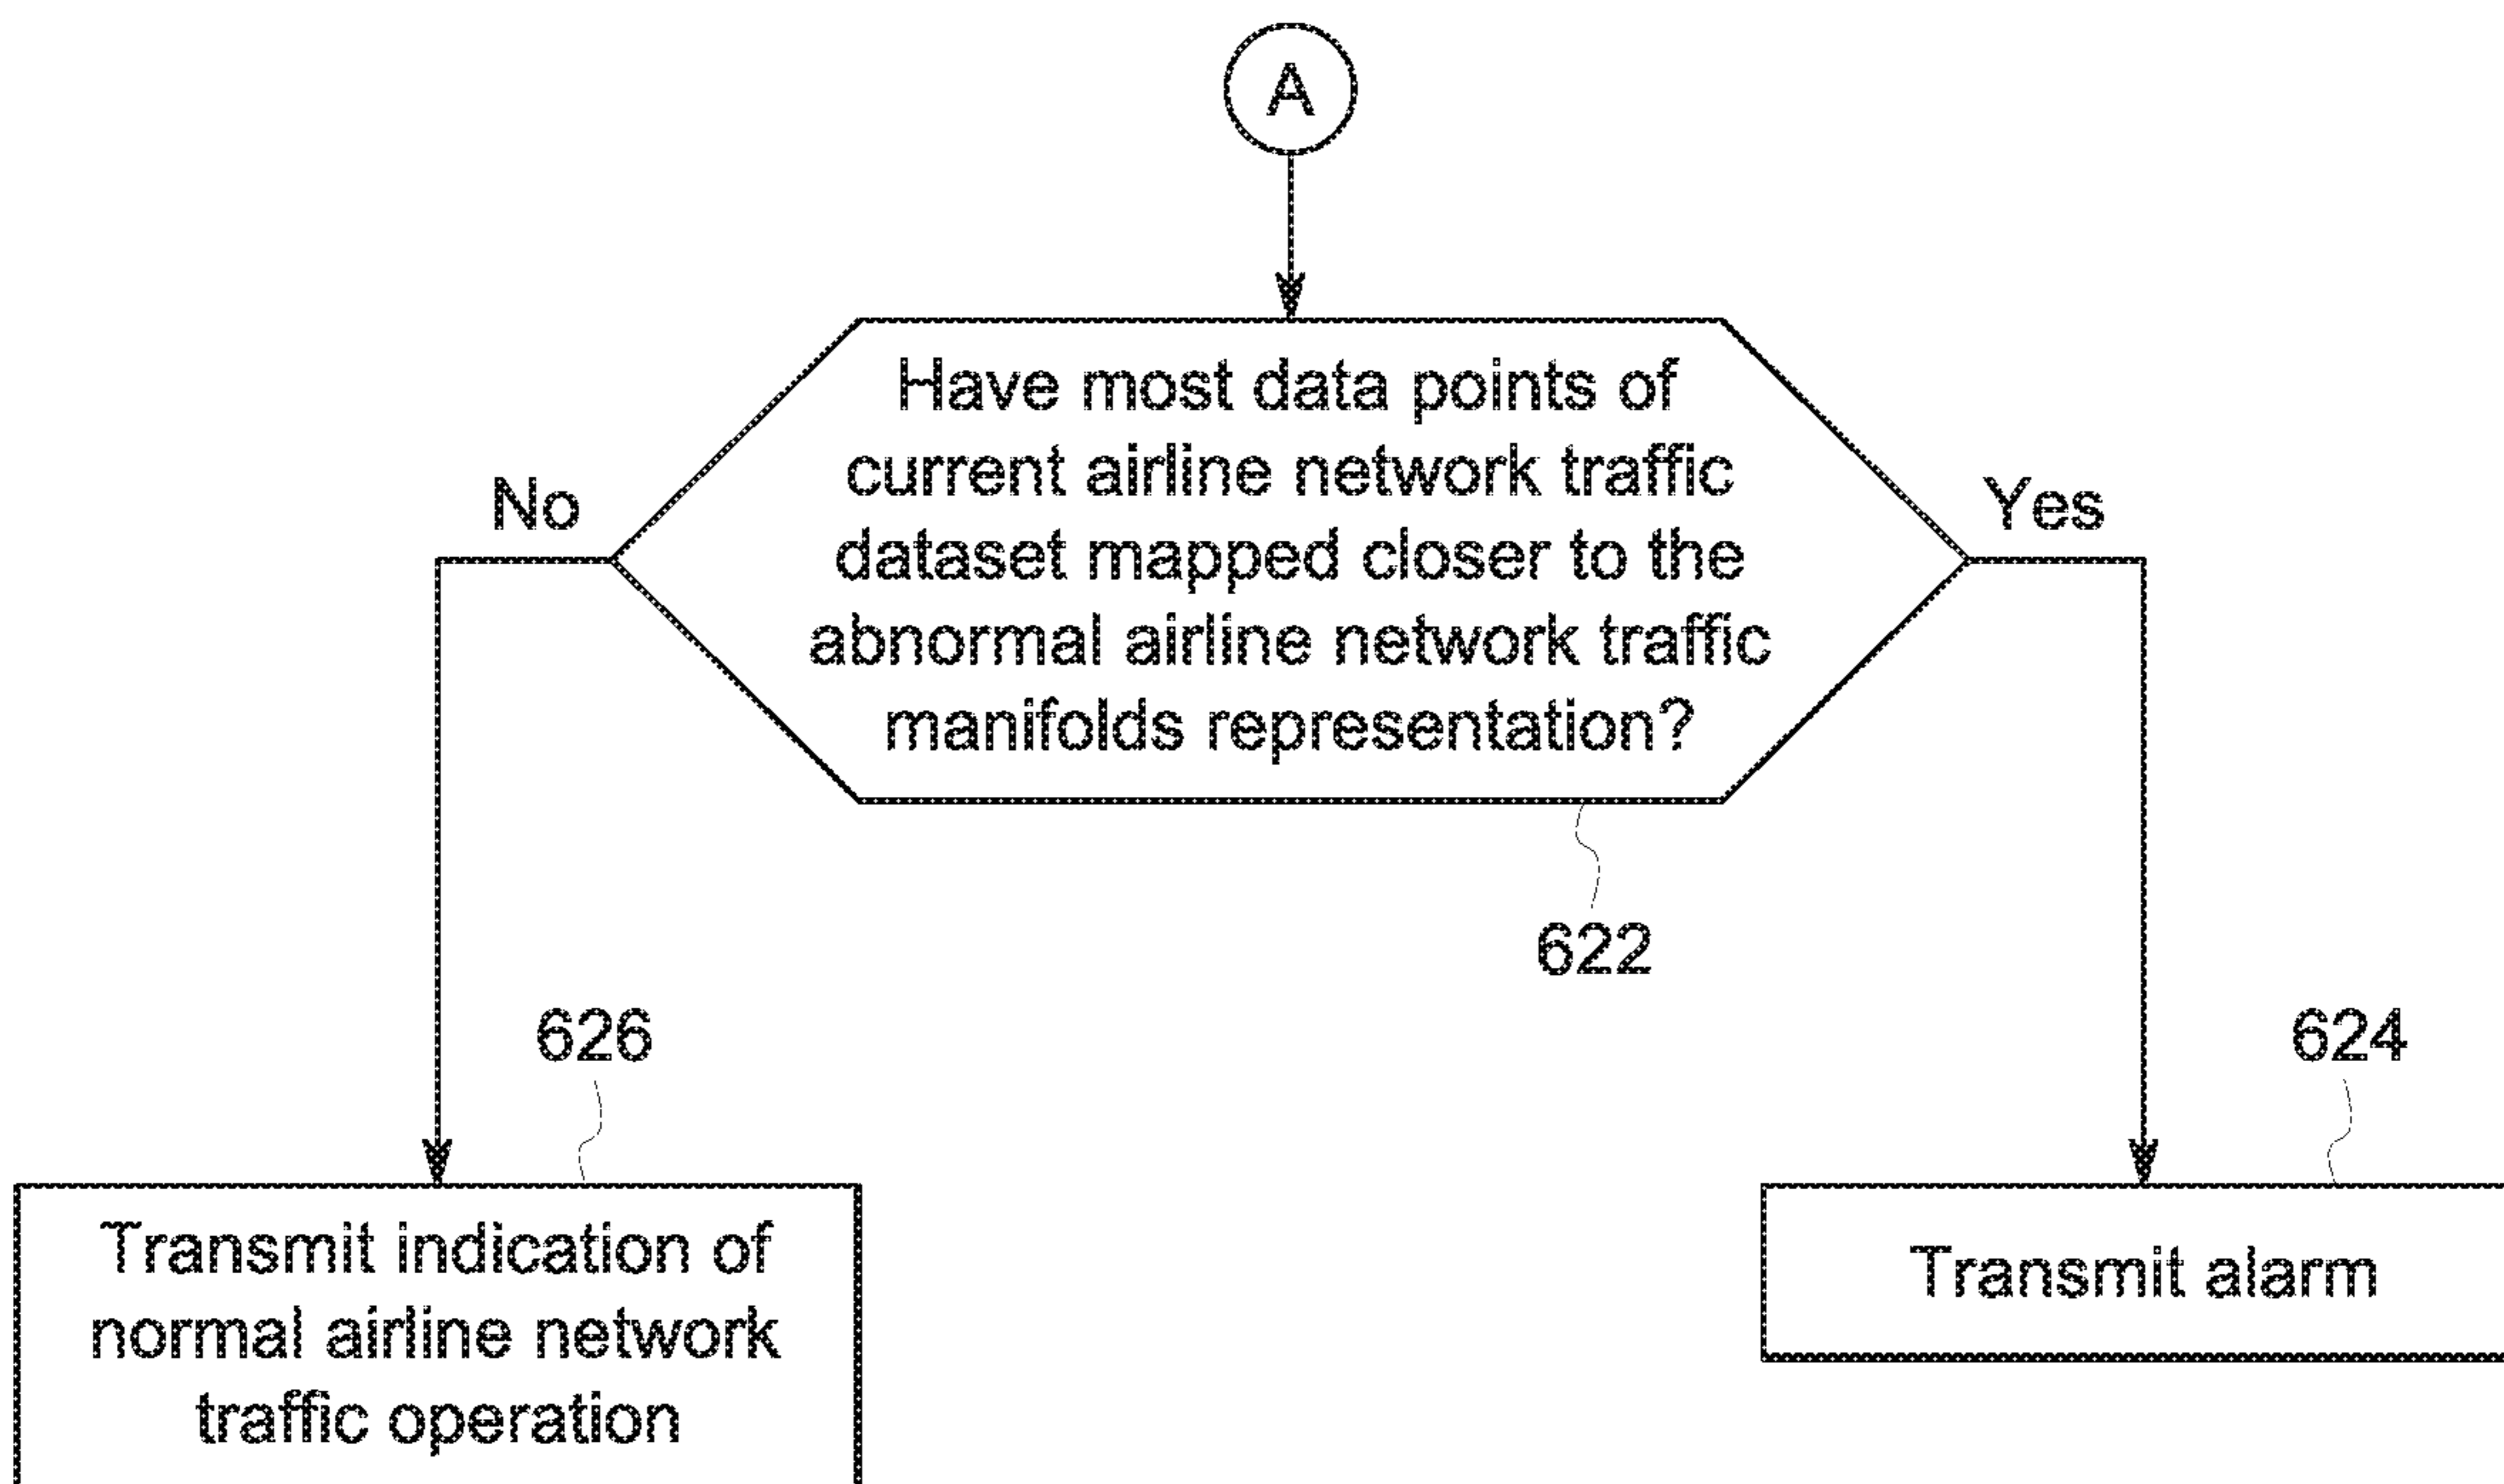 A
Have most data points of
current airline network traffic
dataset mapped closer to the
abnormal airline network traffic
manifolds representation?
No
Yes
622
626
624
Transmit indication of
normal airline network
traffic operation
Transmit alarm